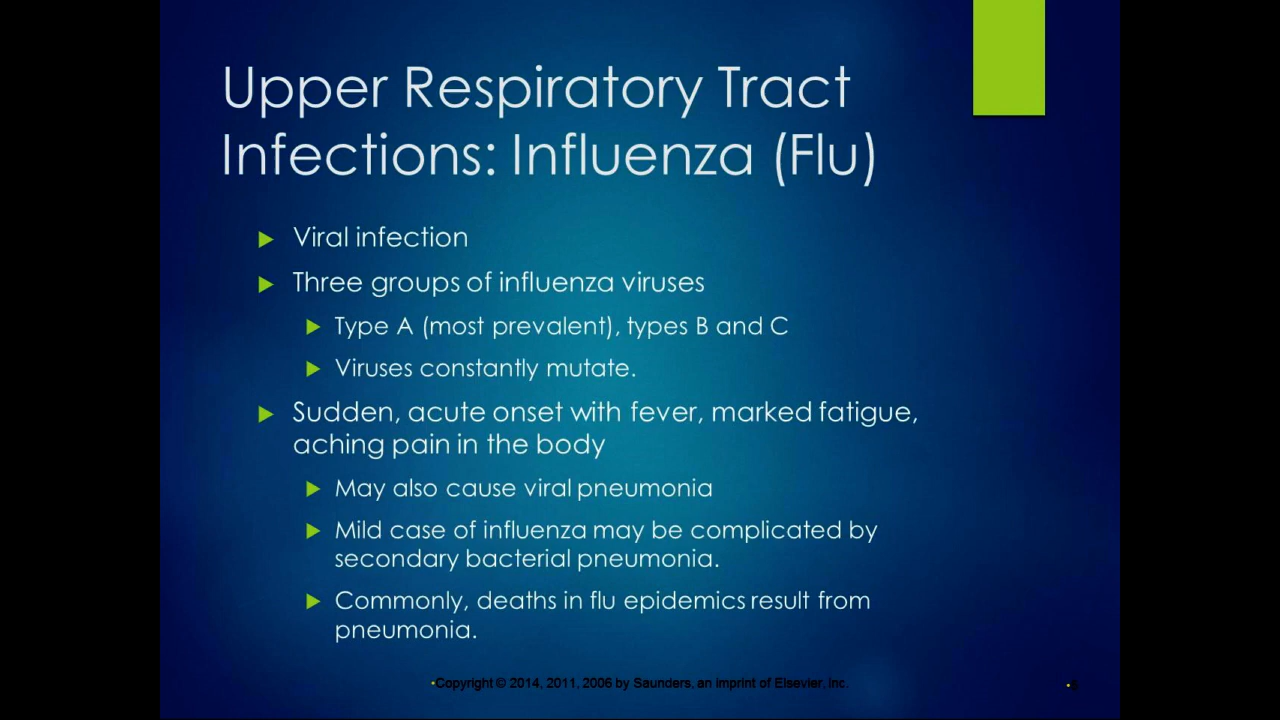 Upper Respiratory Tract
Infections: Influenza (Flu)
Viral infection
Three groups of influenza viruses
Type A (most prevalent), types B and C
Viruses constantly mutate.
Sudden, acute onset with fever, marked fatigue,
aching pain in the body
May also cause viral pneumonia
Mild case of influenza may be complicated by
secondary bacterial pneumonia.
Commonly, deaths in flu epidemics result from
pneumonia.
•Copyright © 2014, 2011, 2006 by Saunders, an imprint of Elsevier, Inc.